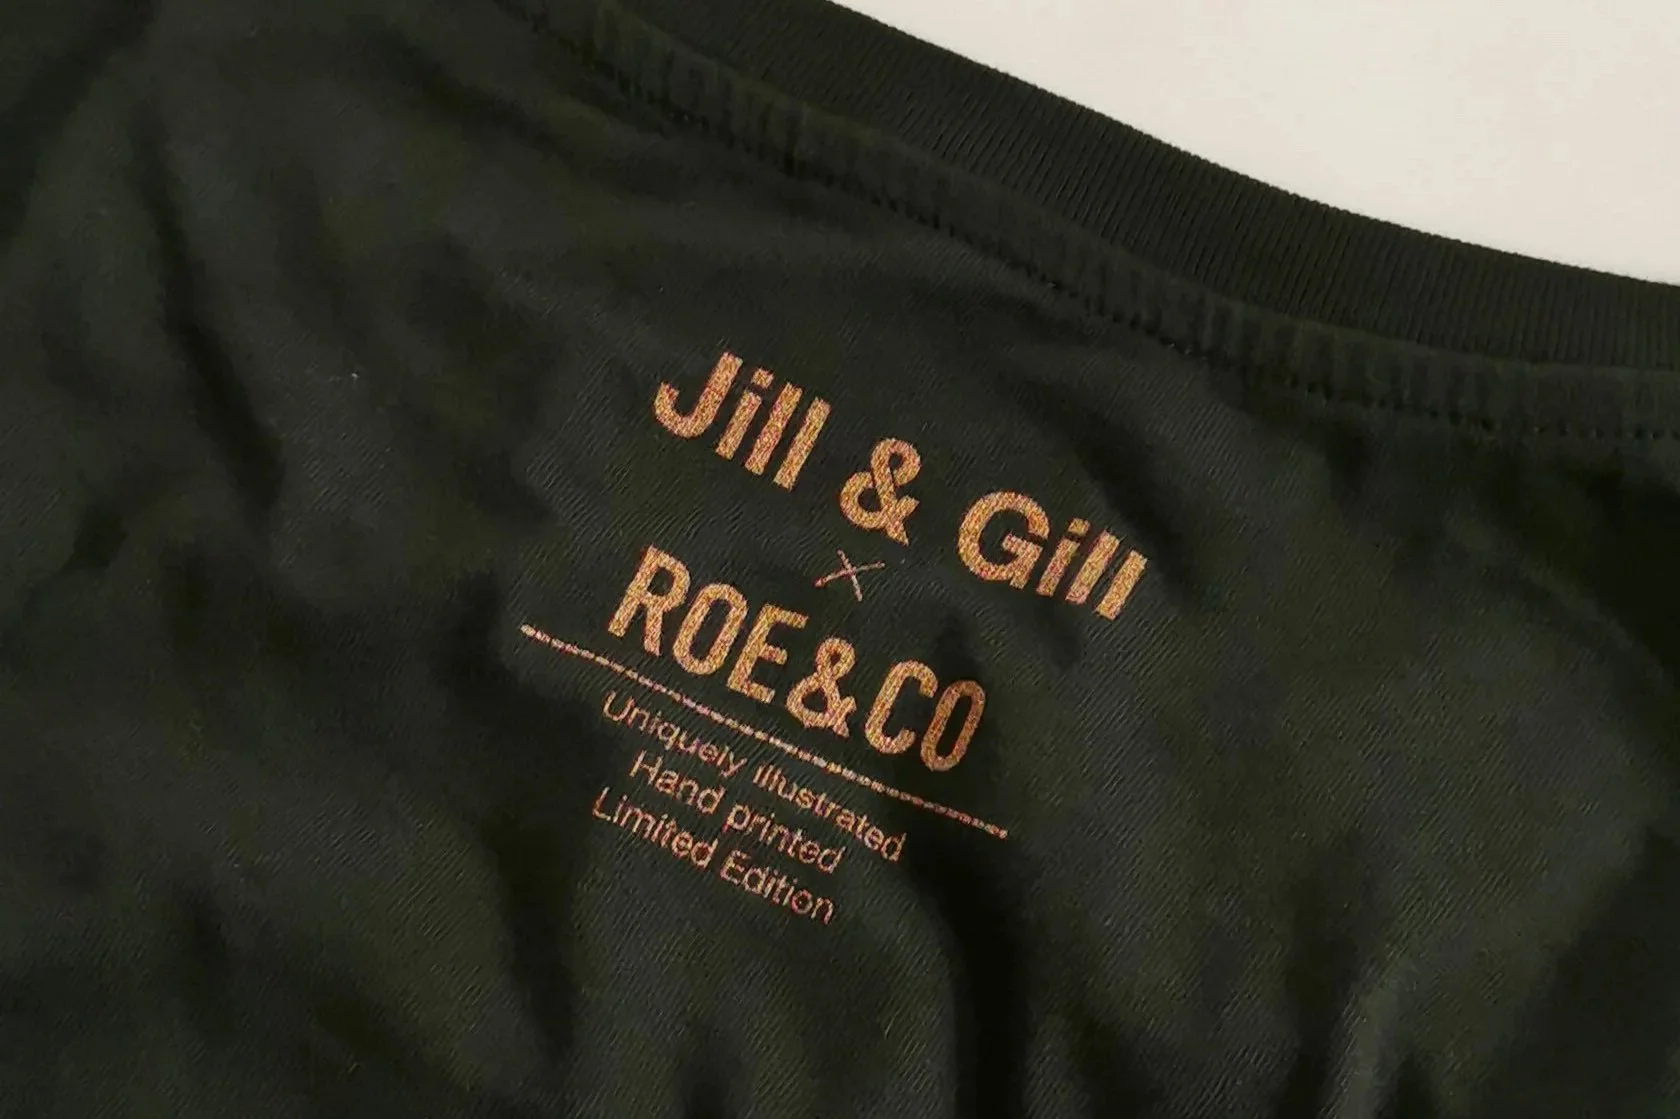 Jill & Gill
×
ROE&CO
Uniquely illustrated
Hand printed
Limited Edition